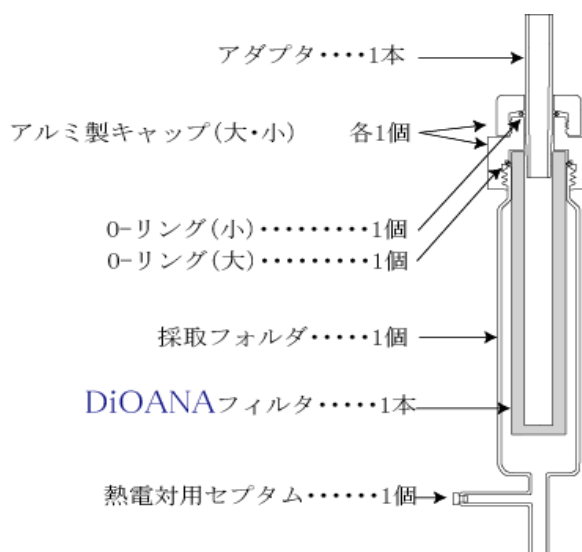 アダプタ････1本
アルミ製キャップ(大・小) 各1個
O-リング(小)･････････1個
O-リング(大)･････････1個
採取フォルダ･････1個
DiOANAフィルタ･････1本
熱電対用セプタム･･････1個